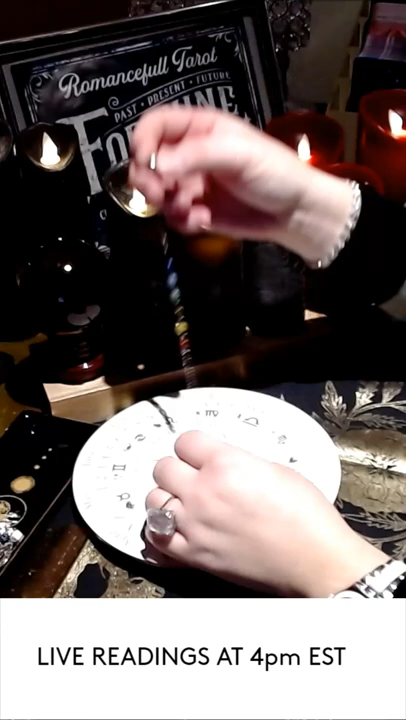 Romancefull Tarot
PAST • PRESENT • FUTURE
LIVE READINGS AT 4pm EST